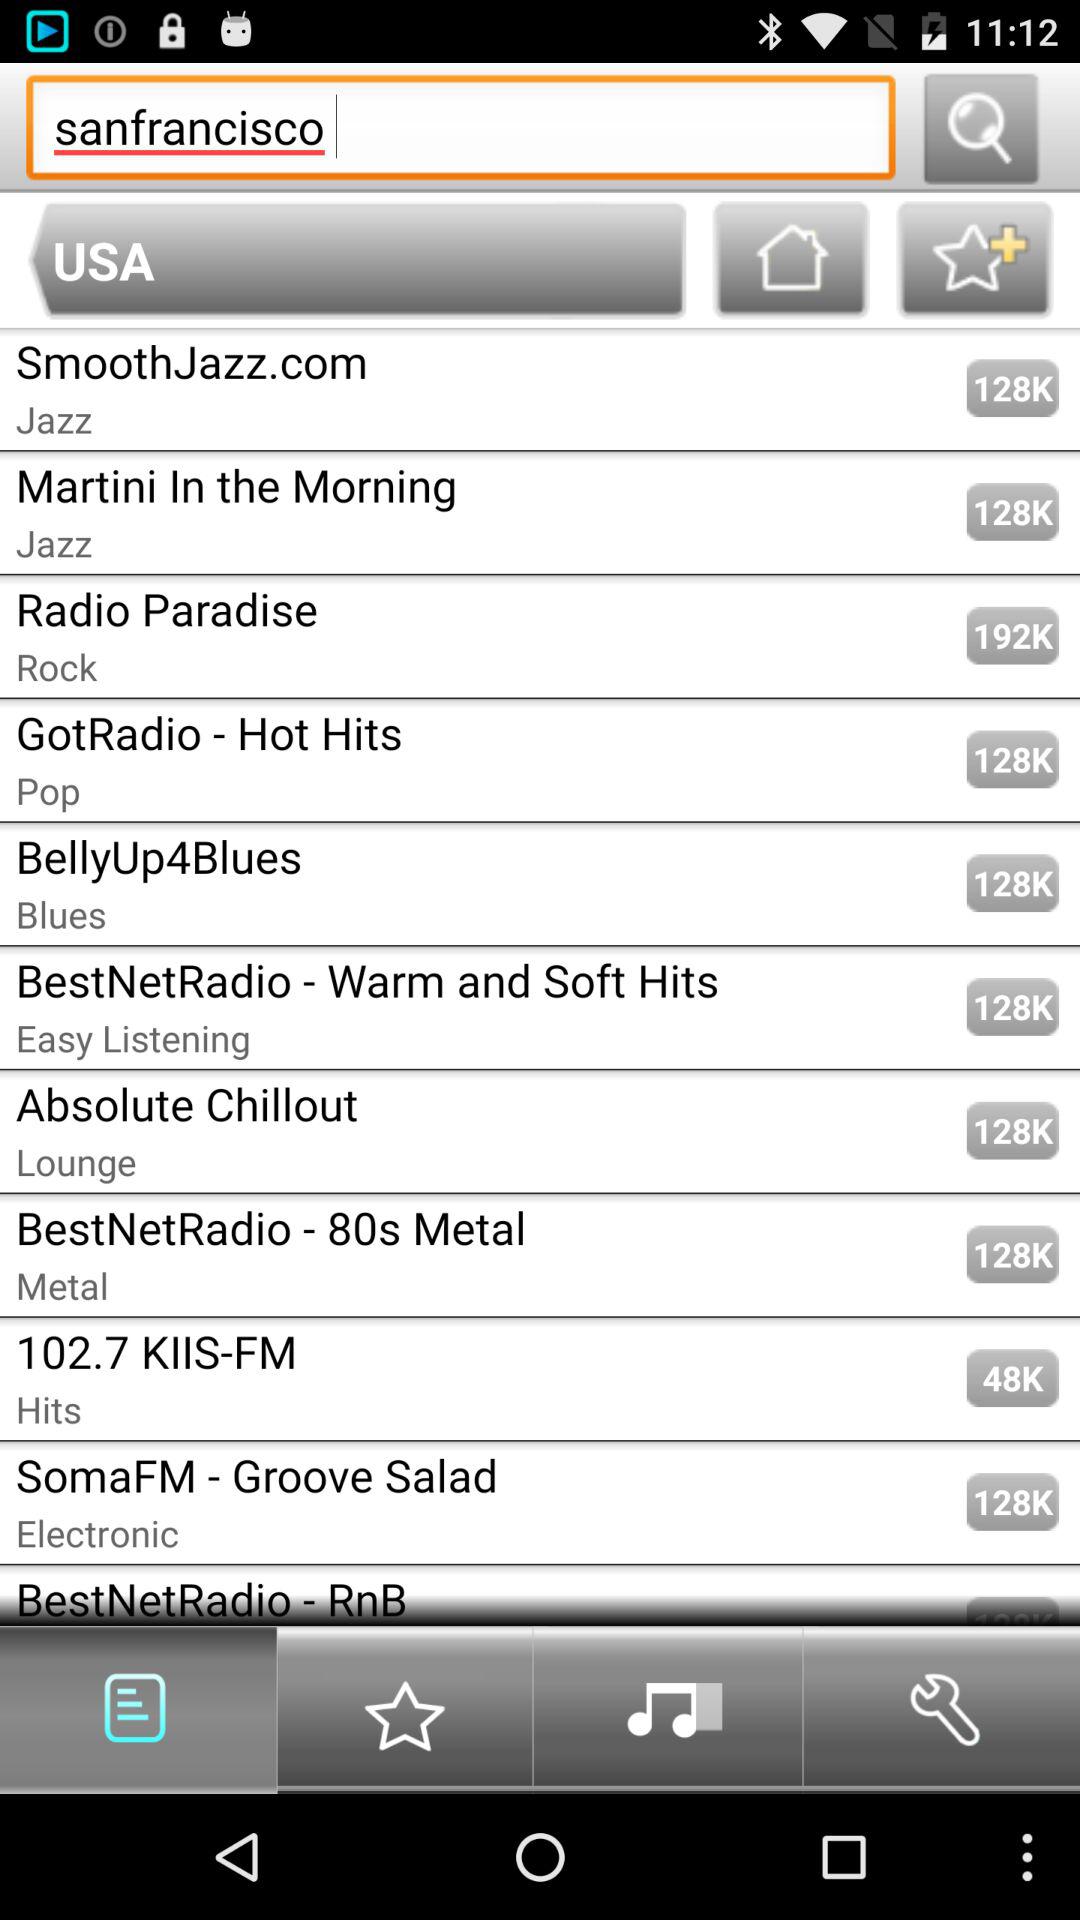 11:12
sanfrancisco
USA
SmoothJazz.com
Jazz
128K
Martini In the Morning
Jazz
128K
Radio Paradise
Rock
192K
GotRadio - Hot Hits
Pop
128K
BellyUp4Blues
Blues
128K
BestNetRadio - Warm and Soft Hits
Easy Listening
128K
Absolute Chillout
Lounge
128K
BestNetRadio - 80s Metal
Metal
128K
102.7 KIIS-FM
Hits
48K
SomaFM - Groove Salad
Electronic
128K
BestNetRadio - RnB